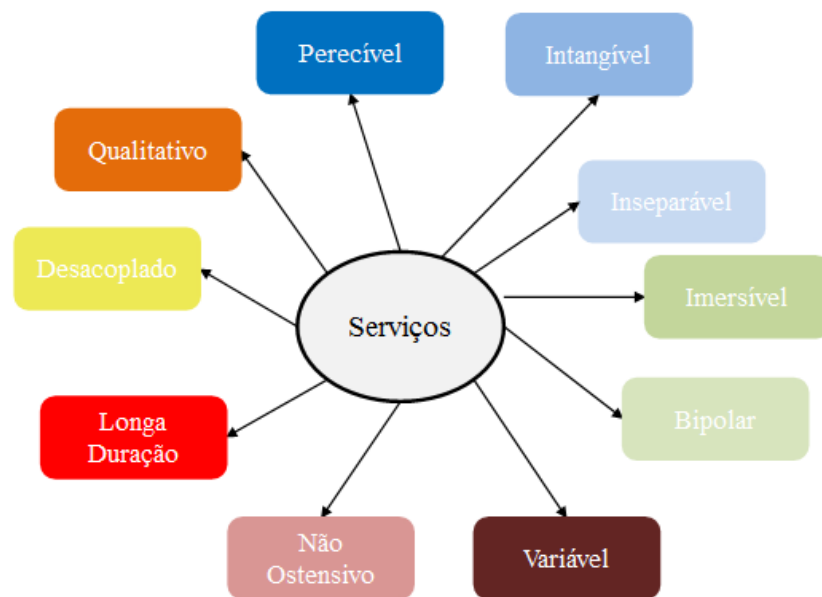 Perecível
Intangível
Qualitativo
Inseparável
Desacoplado
Imersível
Serviços
Longa
Duração
Bipolar
Não
Ostensivo
Variável